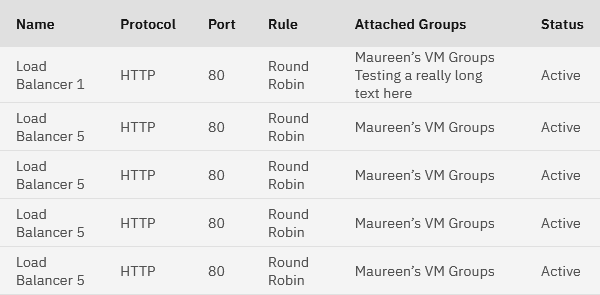 Name Protocol Port Rule Attached Groups Status
Load Balancer 1 HTTP 80 Round Robin Maureen’s VM Groups Testing a really long text here Active
Load Balancer 5 HTTP 80 Round Robin Maureen’s VM Groups Active
Load Balancer 5 HTTP 80 Round Robin Maureen’s VM Groups Active
Load Balancer 5 HTTP 80 Round Robin Maureen’s VM Groups Active
Load Balancer 5 HTTP 80 Round Robin Maureen’s VM Groups Active